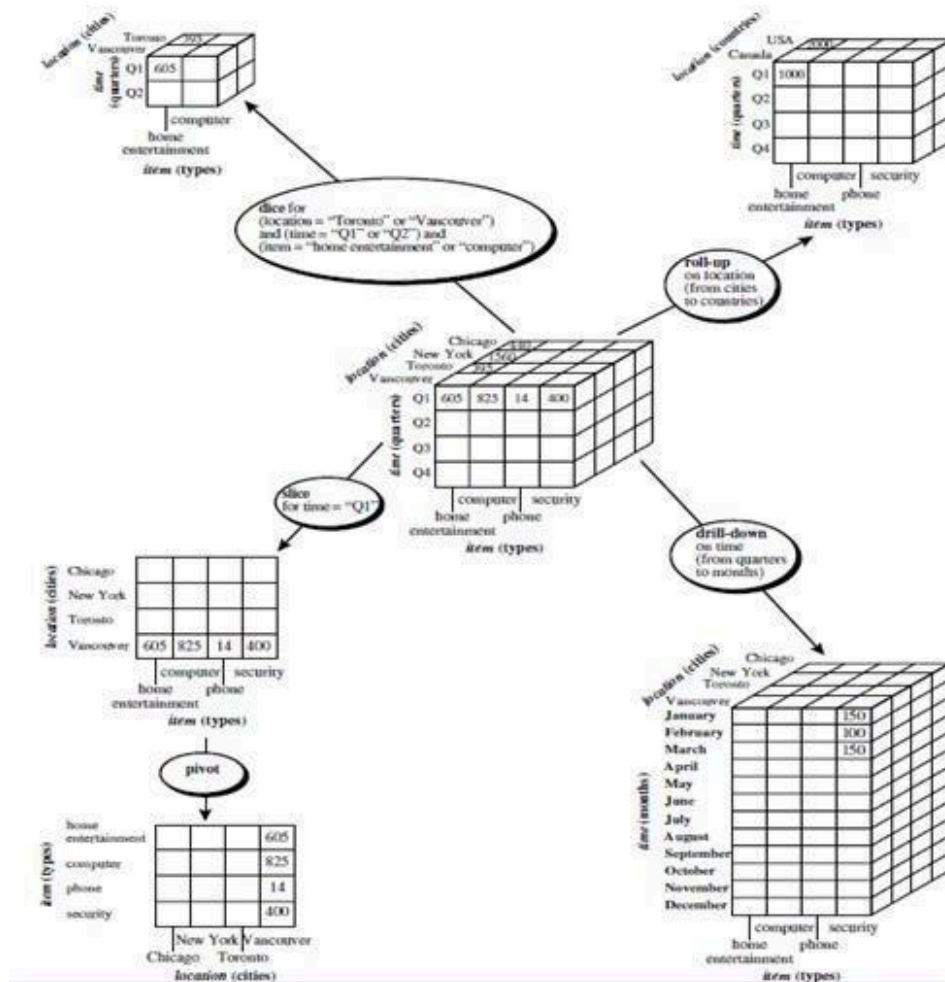 location (cities)
Toronto 395
Vancouver
Q1 605
Q2
time
(quarters)
computer
home
entertainment
item (types)
location (countries)
USA 2000
Canada
Q1 1000
Q2
Q3
Q4
time (quarters)
computer security
home phone
entertainment
item (types)
dice for
(location = “Toronto” or “Vancouver”)
and (time = “Q1” or “Q2”) and
(item = “home entertainment” or “computer”)
roll-up
on location
(from cities
to countries)
location (cities)
Chicago 440
New York 1560
Toronto 395
Vancouver
Q1 605 825 14 400
Q2
Q3
Q4
time (quarters)
computer security
home phone
entertainment
item (types)
slice
for time = “Q1”
drill-down
on time
(from quarters
to months)
location (cities)
Chicago
New York
Toronto
Vancouver 605 825 14 400
computer security
home phone
entertainment
item (types)
pivot
item (types)
home
entertainment 605
computer 825
phone 14
security 400
New York Vancouver
Chicago Toronto
location (cities)
location (cities)
Chicago
New York
Toronto
Vancouver
January 150
February 100
March 150
April
May
June
July
August
September
October
November
December
time (months)
computer security
home phone
entertainment
item (types)